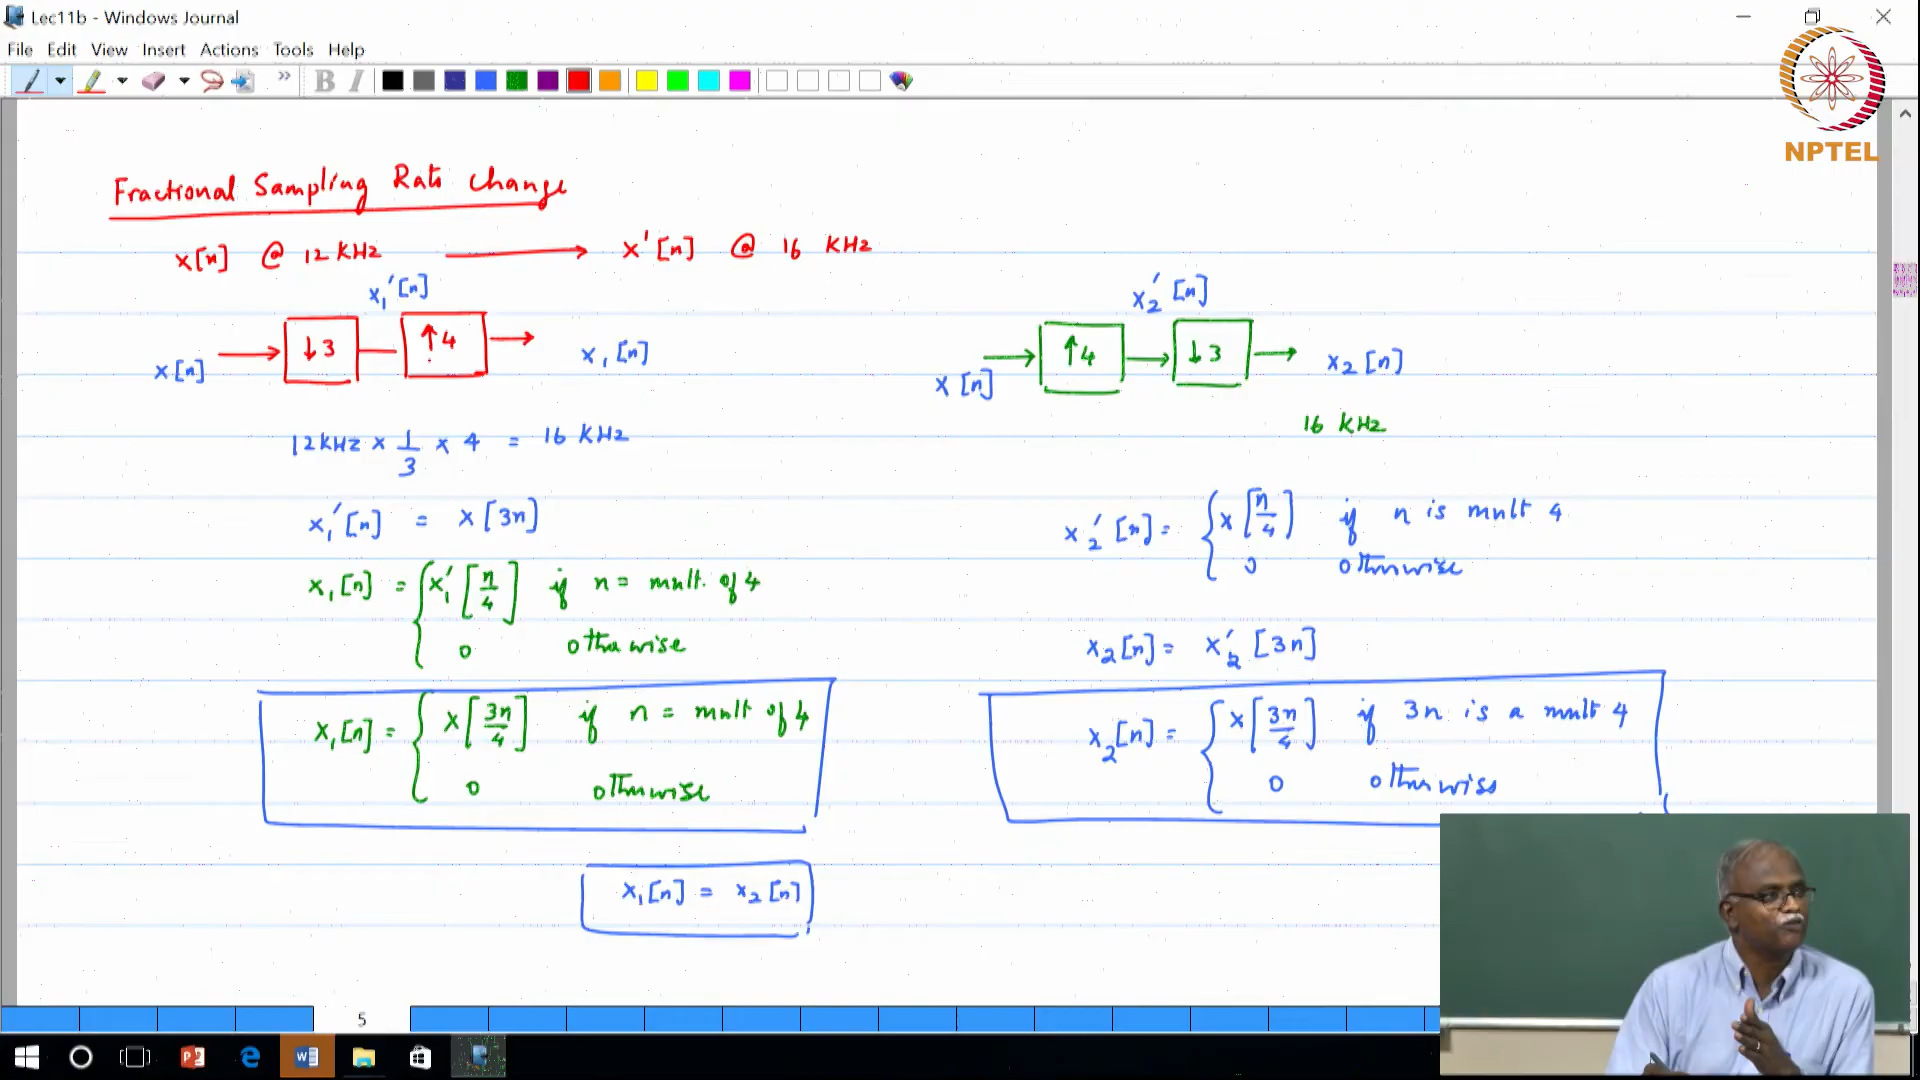 Lec11b - Windows Journal
File Edit View Insert Actions Tools Help
B I
NPTEL
Fractional Sampling Rate Change
x[n] @ 12 KHz → x'[n] @ 16 KHz
x₁'[n]
x[n] → ↓3 — ↑4 → x₁[n]
12KHz × 1/3 × 4 = 16 KHz
x₁'[n] = x[3n]
x₁[n] = { x₁'[n/4] if n = mult. of 4
0 otherwise
x₁[n] = { x[3n/4] if n = mult of 4
0 otherwise
x₂'[n]
x[n] → ↑4 → ↓3 → x₂[n]
16 KHz
x₂'[n] = { x[n/4] if n is mult 4
0 otherwise
x₂[n] = x₂'[3n]
x₂[n] = { x[3n/4] if 3n is a mult 4
0 otherwise
x₁[n] = x₂[n]
5